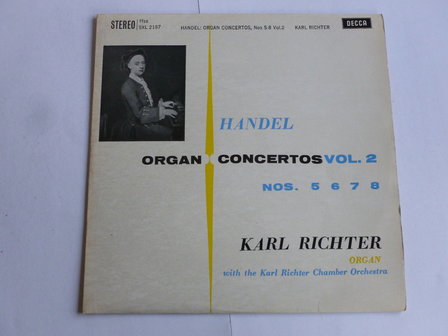 STEREO ffss SXL 2187 HANDEL: ORGAN CONCERTOS, Nos 5-8 Vol.2 KARL RICHTER DECCA
HANDEL
ORGAN CONCERTOS VOL. 2
NOS. 5 6 7 8
KARL RICHTER
ORGAN
with the Karl Richter Chamber Orchestra